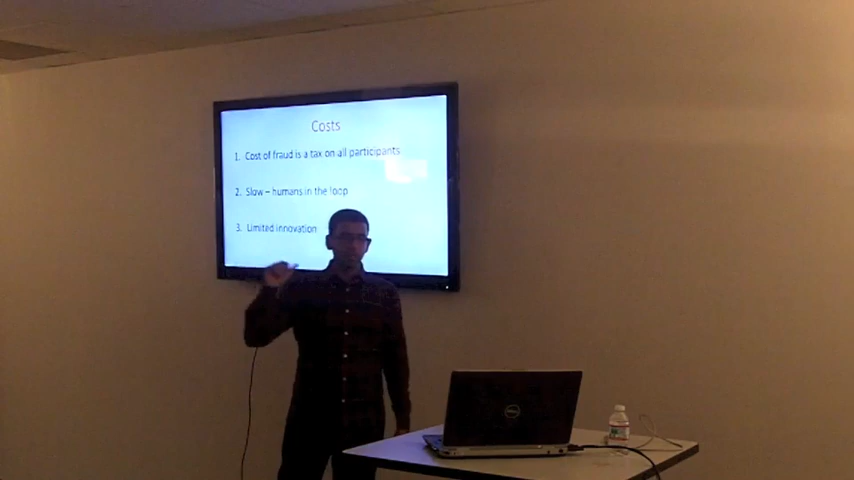 Costs
1. Cost of fraud is a tax on all participants
2. Slow – humans in the loop
3. Limited innovation
DELL